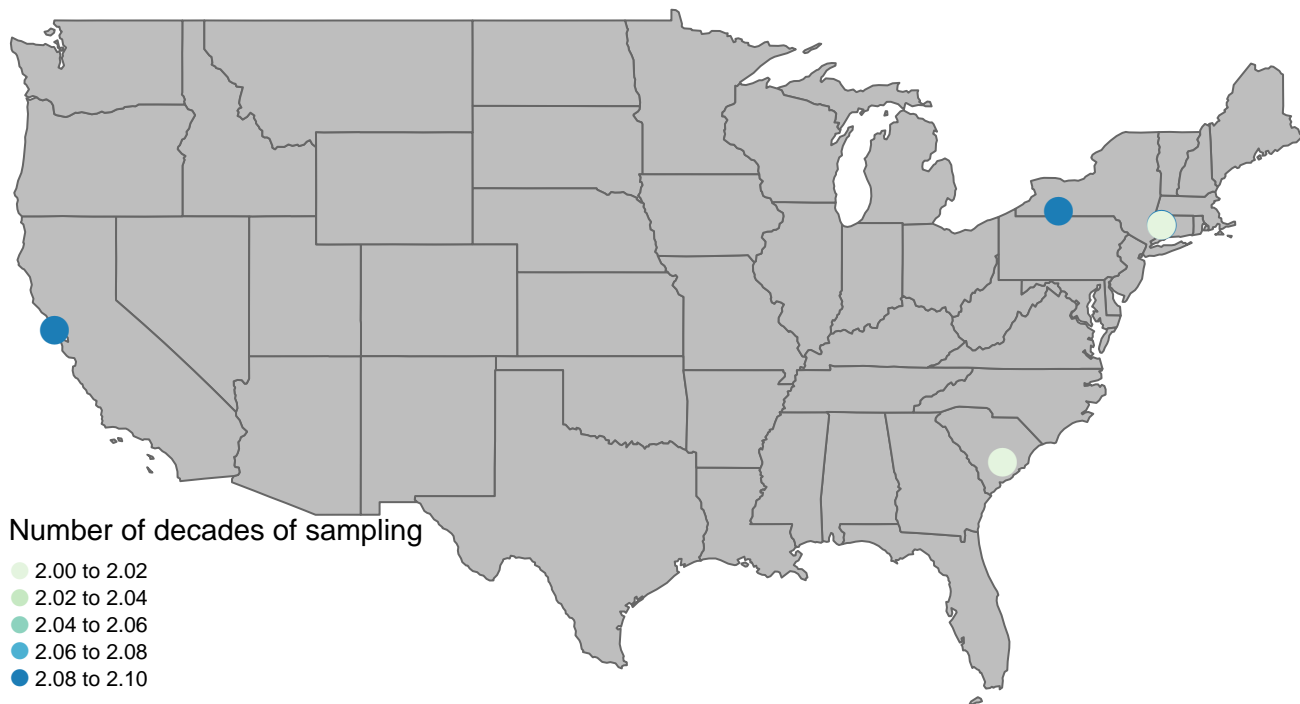 Number of decades of sampling
2.00 to 2.02
2.02 to 2.04
2.04 to 2.06
2.06 to 2.08
2.08 to 2.10